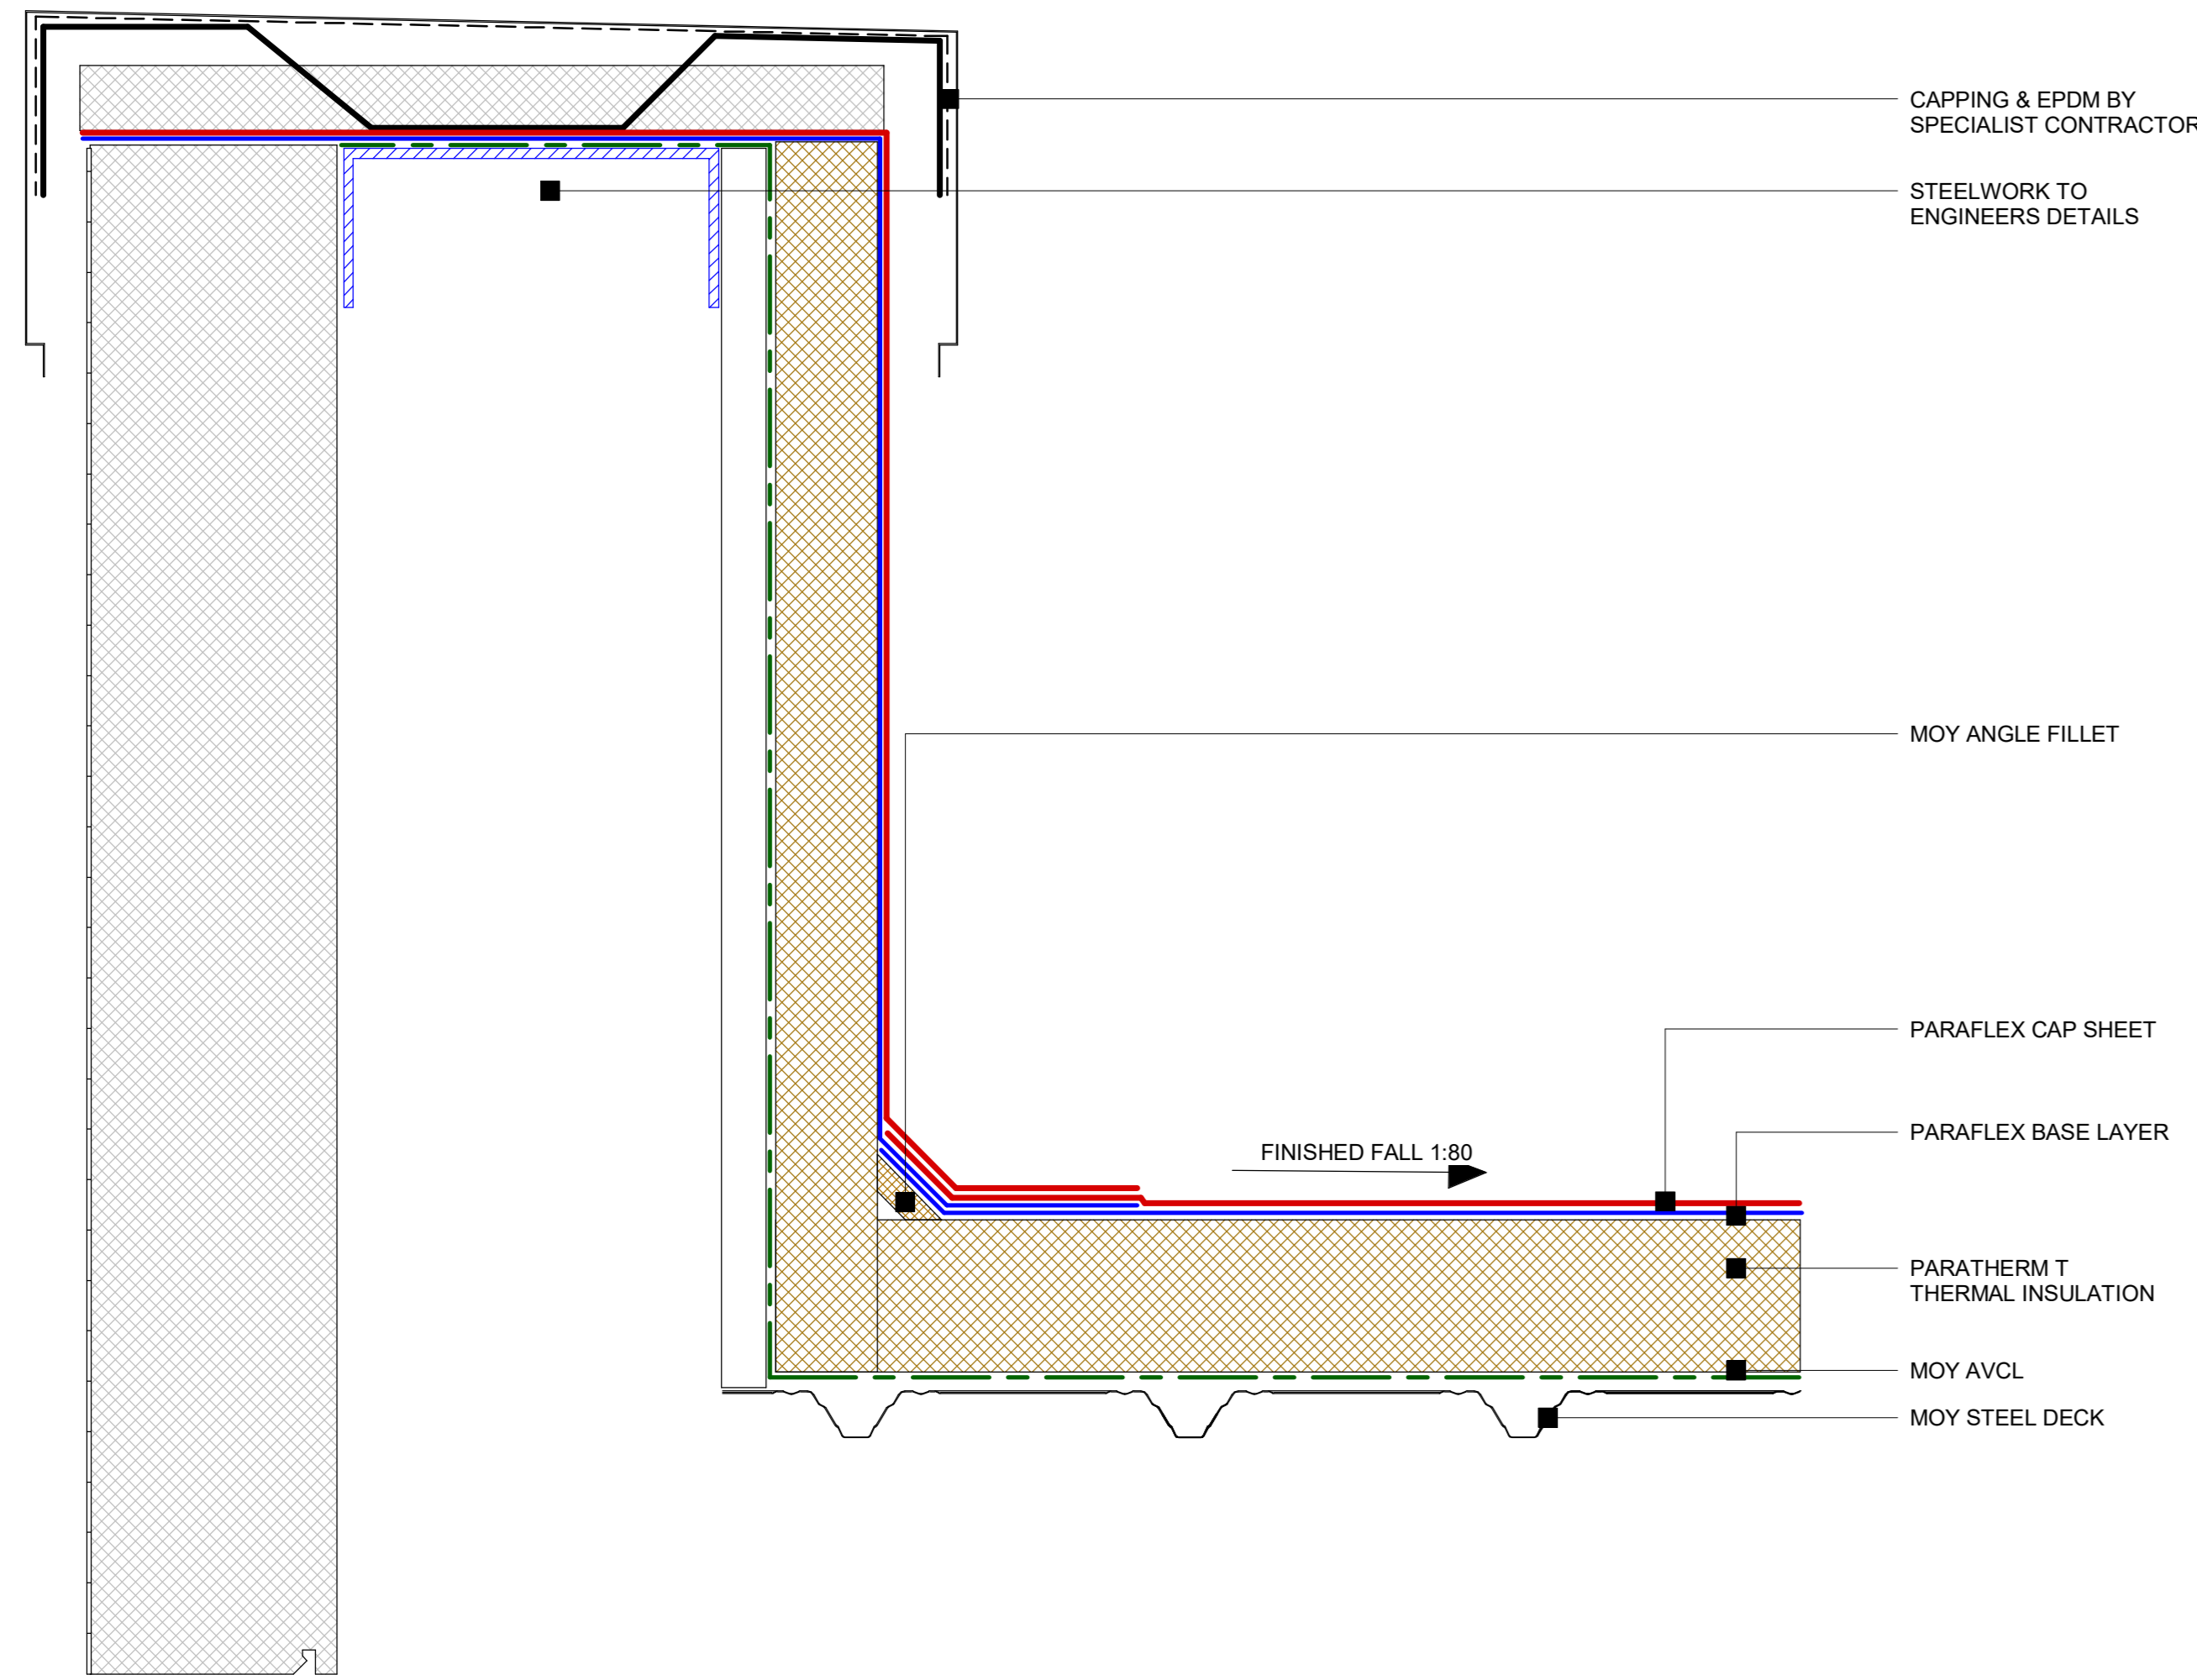 CAPPING & EPDM BY
SPECIALIST CONTRACTOR
STEELWORK TO
ENGINEERS DETAILS
MOY ANGLE FILLET
PARAFLEX CAP SHEET
PARAFLEX BASE LAYER
FINISHED FALL 1:80
PARATHERM T
THERMAL INSULATION
MOY AVCL
MOY STEEL DECK